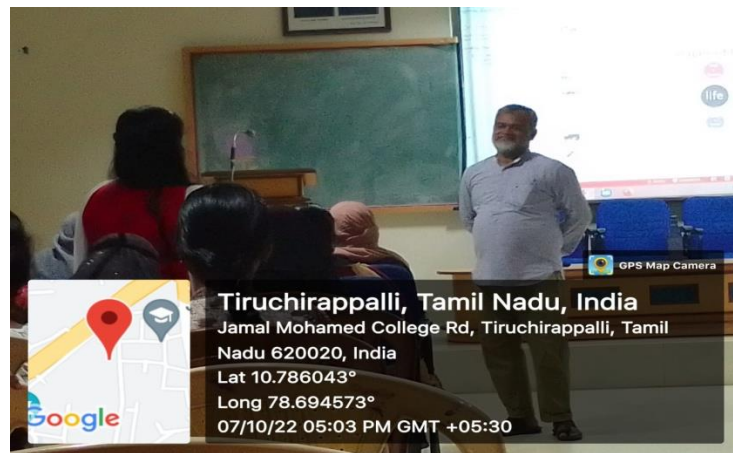 life
GPS Map Camera
Tiruchirappalli, Tamil Nadu, India
Jamal Mohamed College Rd, Tiruchirappalli, Tamil
Nadu 620020, India
Lat 10.786043°
Long 78.694573°
07/10/22 05:03 PM GMT +05:30
Google